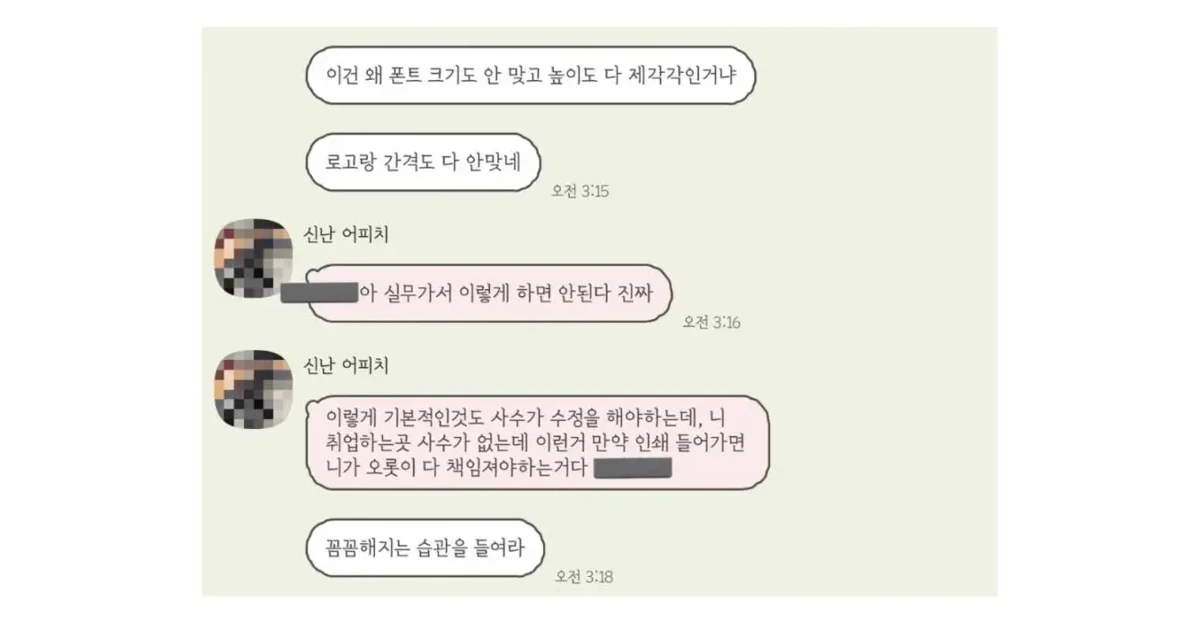 이건 왜 폰트 크기도 안 맞고 높이도 다 제각각인거냐
로고랑 간격도 다 안맞네
오전 3:15
신난 어피치
아 실무가서 이렇게 하면 안된다 진짜
오전 3:16
신난 어피치
이렇게 기본적인것도 사수가 수정을 해야하는데, 니
취업하는곳 사수가 없는데 이런거 만약 인쇄 들어가면
니가 오롯이 다 책임져야하는거다
꼼꼼해지는 습관을 들여라
오전 3:18